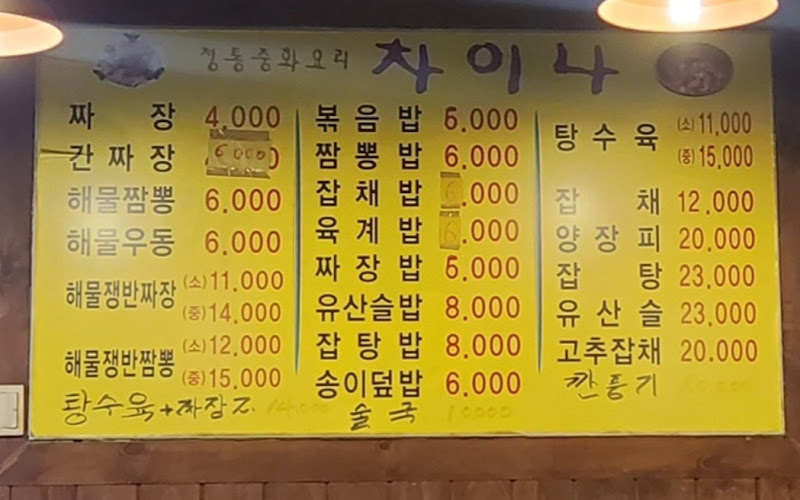 정통중화요리 차이나
짜장 4.000
간짜장 6000
해물짬뽕 6.000
해물우동 6.000
해물쟁반짜장 (소)11,000
(중)14,000
해물쟁반짬뽕 (소)12,000
(중)15,000
탕수육+짜장2 14,000
볶음밥 5.000
짬뽕밥 6.000
잡채밥 6.000
육계밥 6.000
짜장밥 5.000
유산슬밥 8.000
잡탕밥 8.000
송이덮밥 6.000
술국 10000
탕수육 (소)11,000
(중)15,000
잡채 12,000
양장피 20,000
잡탕 23,000
유산슬 23,000
고추잡채 20.000
깐풍기